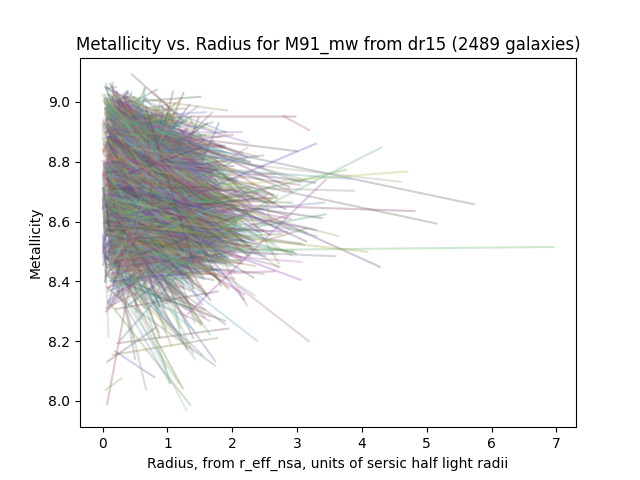 Metallicity vs. Radius for M91_mw from dr15 (2489 galaxies)
9.0
8.8
8.6
8.4
8.2
8.0
Metallicity
0 1 2 3 4 5 6 7
Radius, from r_eff_nsa, units of sersic half light radii